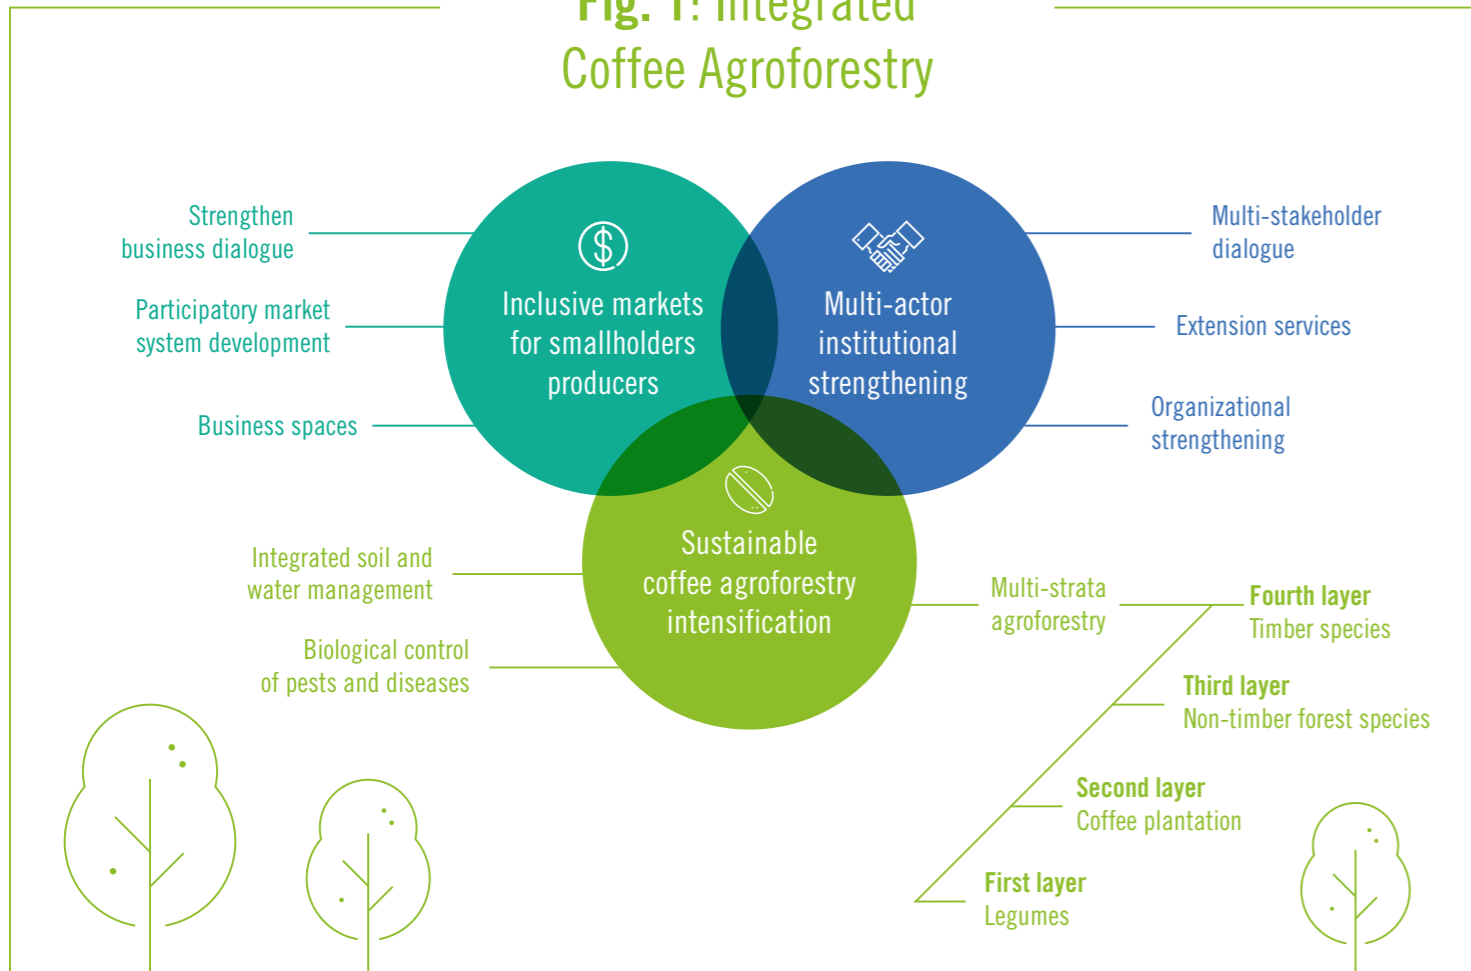 Fig. 1: Integrated
Coffee Agroforestry
Strengthen
business dialogue
Participatory market
system development
Business spaces
$
Inclusive markets
for smallholders
producers
Multi-actor
institutional
strengthening
Multi-stakeholder
dialogue
Extension services
Organizational
strengthening
Integrated soil and
water management
Biological control
of pests and diseases
Sustainable
coffee agroforestry
intensification
Multi-strata
agroforestry
Fourth layer
Timber species
Third layer
Non-timber forest species
Second layer
Coffee plantation
First layer
Legumes